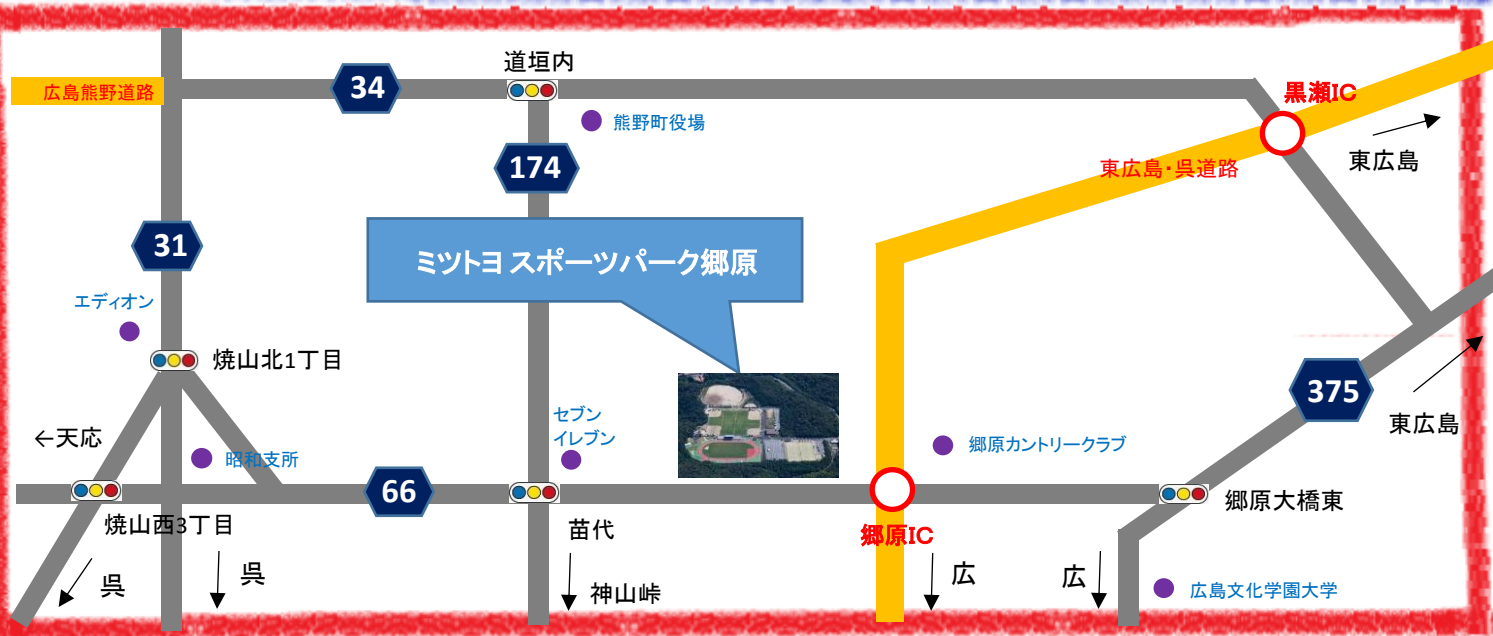 道垣内
広島熊野道路
34
黒瀬IC
熊野町役場
174
東広島・呉道路
東広島
31
ミツトヨ スポーツパーク郷原
エディオン
焼山北1丁目
375
セブン
イレブン
東広島
←天応
昭和支所
郷原カントリークラブ
66
焼山西3丁目
苗代
郷原IC
郷原大橋東
呉
呉
神山峠
広
広
広島文化学園大学